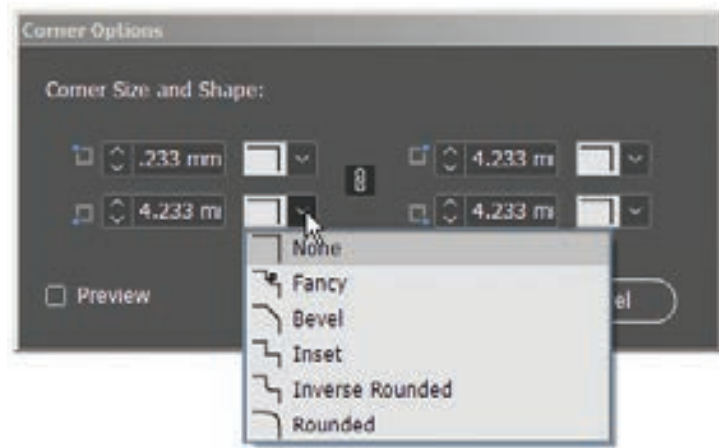 Corner Options
Corner Size and Shape:
.233 mm
4.233 m
4.233 m
4.233 m
None
Fancy
Preview
el
Bevel
Inset
Inverse Rounded
Rounded